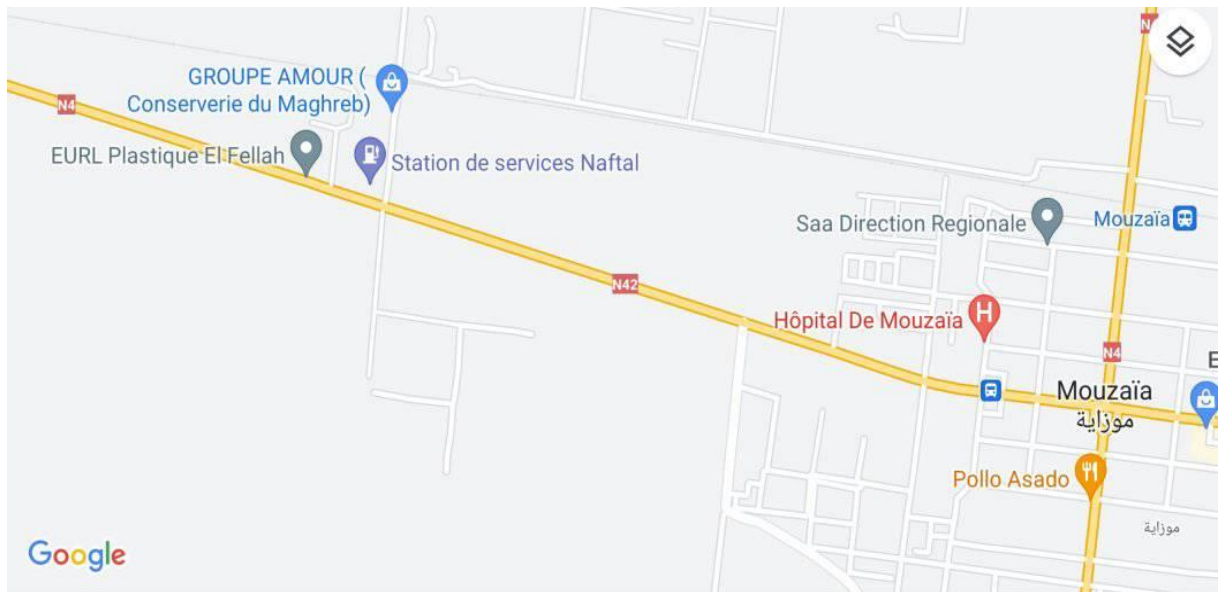 N4
GROUPE AMOUR (
Conserverie du Maghreb)
N4
EURL Plastique El Fellah
Station de services Naftal
Saa Direction Regionale
Mouzaïa
N42
Hôpital De Mouzaïa
N4
E
Mouzaïa
موزاية
Pollo Asado
موزاية
Google